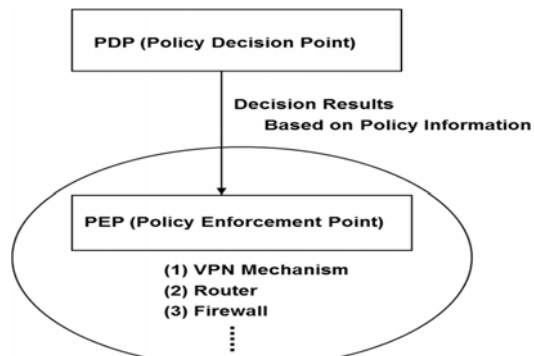 PDP (Policy Decision Point)
Decision Results
Based on Policy Information
PEP (Policy Enforcement Point)
(1) VPN Mechanism
(2) Router
(3) Firewall